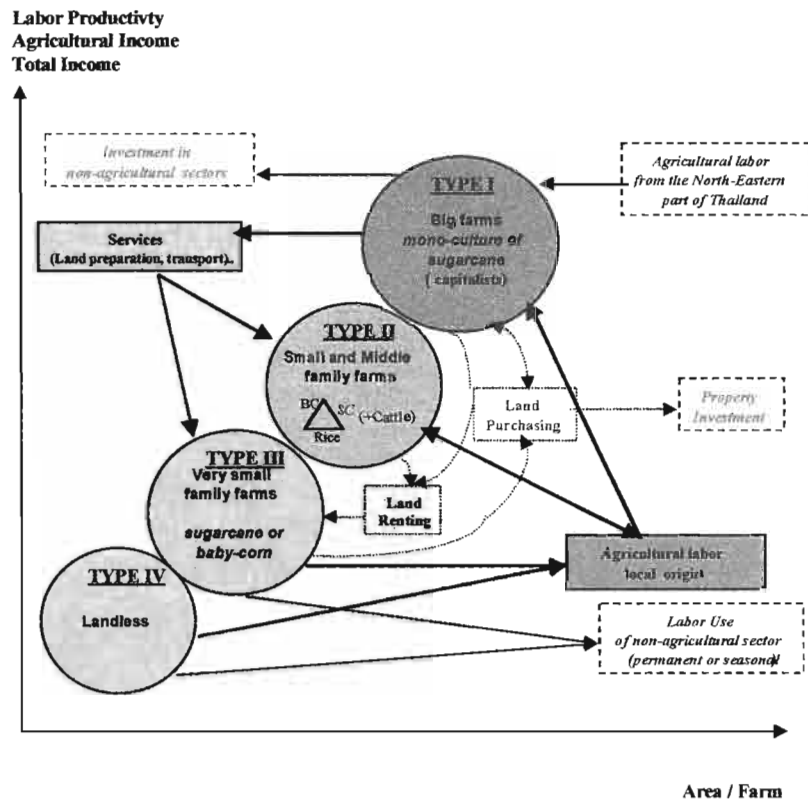 Labor Productivty
Agricultural Income
Total Income
Investment in
non-agricultural sectors
TYPE I
Big farms
mono-culture of
sugarcane
( capitalists)
Agricultural labor
from the North-Eastern
part of Thailand
Services
(Land preparation, transport)..
TYPE II
Small and Middle
family farms
BC SC (+Cattle)
Rice
Land
Purchasing
Property
Investment
TYPE III
Very small
family farms
sugarcane or
baby-corn
Land
Renting
TYPE IV
Landless
Agricultural labor
local origin
Labor Use
of non-agricultural sector
(permanent or seasonal
Area / Farm